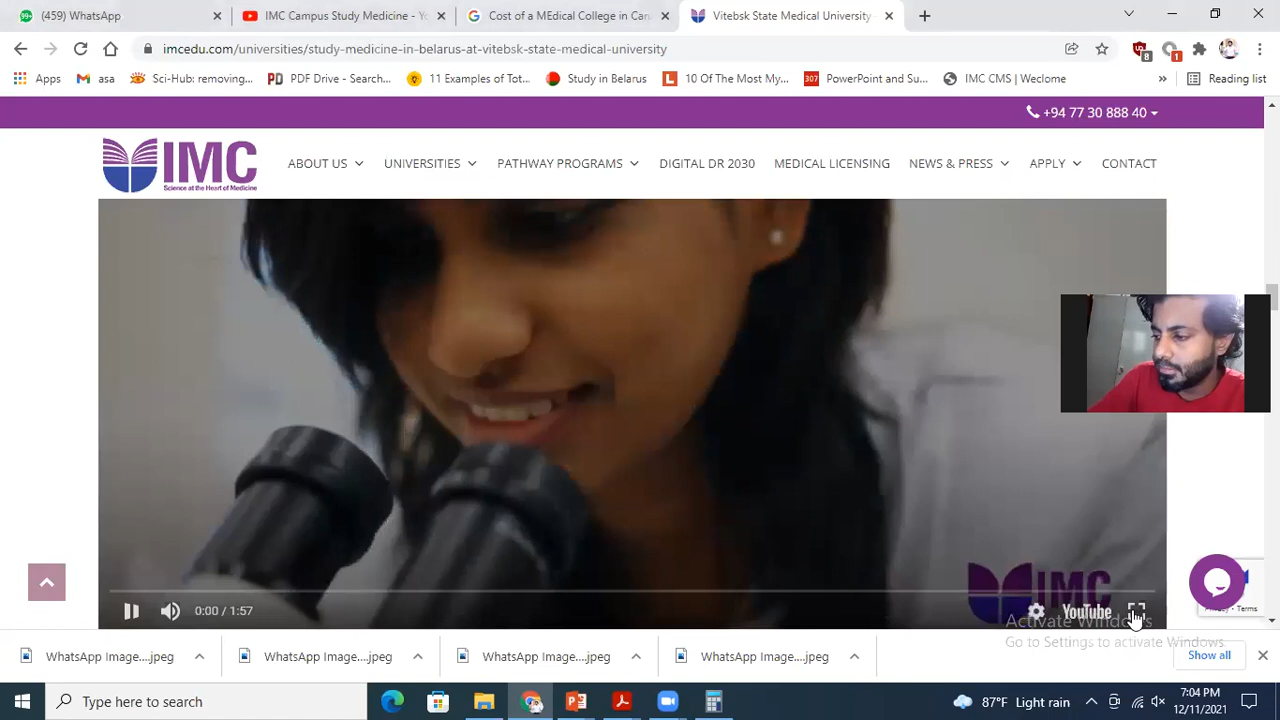 (459) WhatsApp
IMC Campus Study Medicine - Yo
Cost of a MEdical College in Can
Vitebsk State Medical University -
imcedu.com/universities/study-medicine-in-belarus-at-vitebsk-state-medical-university
8
1
Apps
asa
Sci-Hub: removing...
PDF Drive - Search...
11 Examples of Tot...
Study in Belarus
10 Of The Most My...
307
PowerPoint and Su...
IMC CMS | Weclome
»
Reading list
+94 77 30 888 40
IMC
Science at the Heart of Medicine
ABOUT US
UNIVERSITIES
PATHWAY PROGRAMS
DIGITAL DR 2030
MEDICAL LICENSING
NEWS & PRESS
APPLY
CONTACT
IMC
0:00 / 1:57
YouTube
Privacy - Terms
Activate Windows
Go to Settings to activate Windows.
WhatsApp Image....jpeg
WhatsApp Image....jpeg
WhatsApp Image....jpeg
WhatsApp Image....jpeg
Show all
Type here to search
87°F Light rain
7:04 PM
12/11/2021